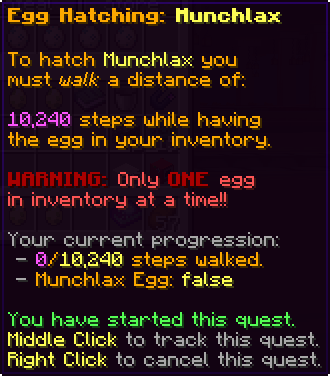 Egg Hatching: Munchlax
To hatch Munchlax you
must walk a distance of:
10,240 steps while having
the egg in your inventory.
WARNING: Only ONE egg
in inventory at a time!!
Your current progression:
- 0/10,240 steps walked.
- Munchlax Egg: false
You have started this quest.
Middle Click to track this quest.
Right Click to cancel this quest.